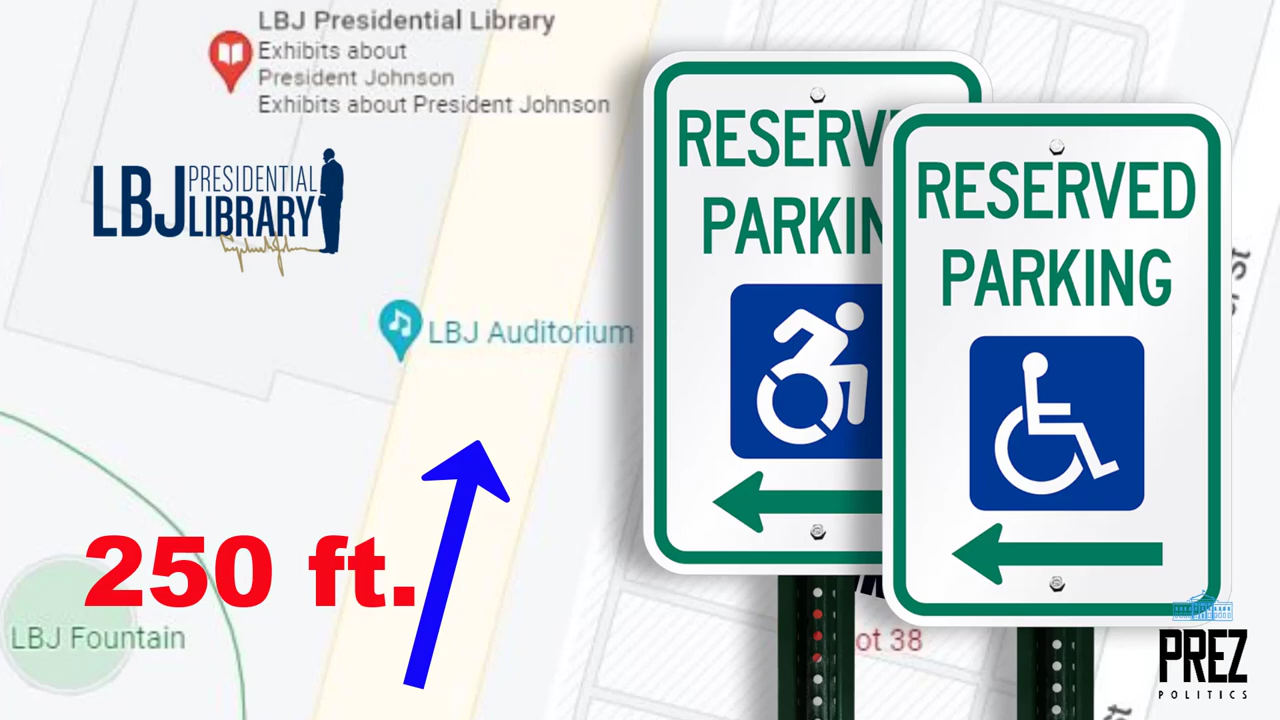 LBJ Presidential Library
Exhibits about
President Johnson
Exhibits about President Johnson
LBJ PRESIDENTIAL
LIBRARY
LBJ Auditorium
RESERV
PARKIN
RESERVED
PARKING
250 ft.
LBJ Fountain
ot 38
PREZ
POLITICS